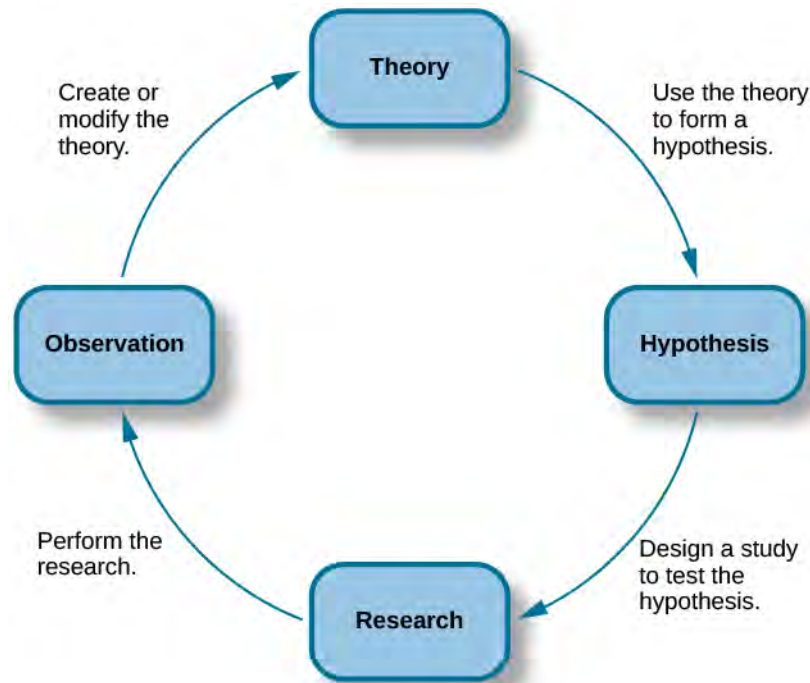 Theory
Use the theory
to form a
hypothesis.
Hypothesis
Design a study
to test the
hypothesis.
Research
Perform the
research.
Observation
Create or
modify the
theory.